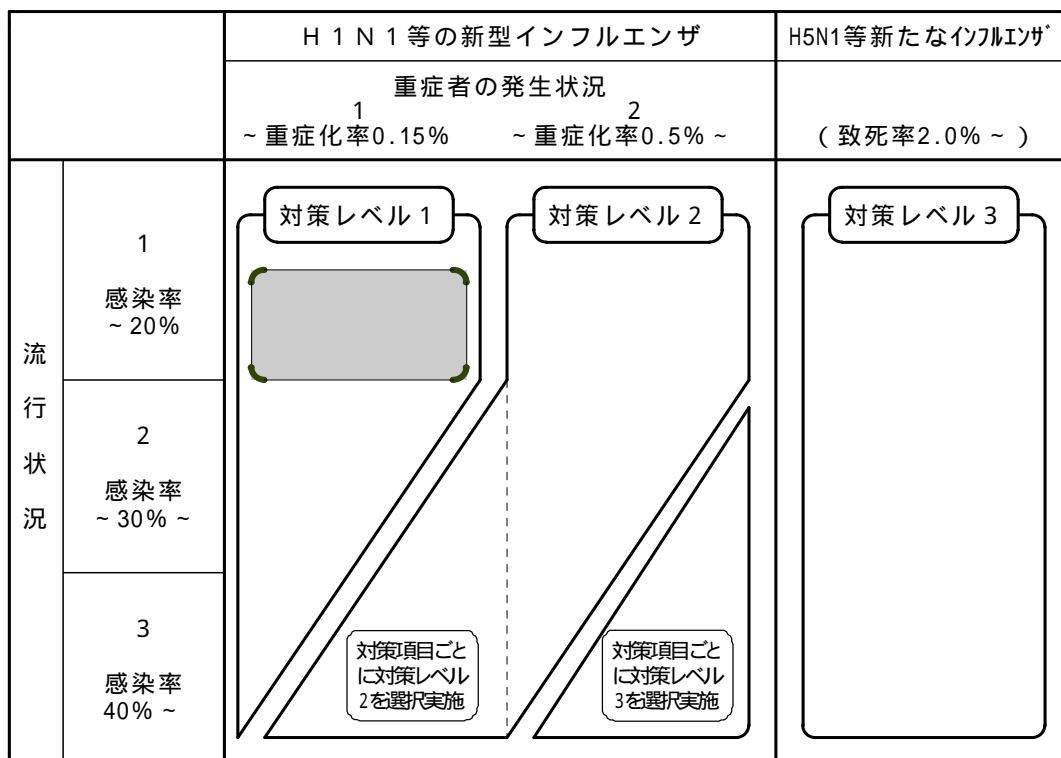 Ｈ１Ｎ１等の新型インフルエンザ
H5N1等新たなｲﾝﾌﾙｴﾝｻﾞ
重症者の発生状況
1
~重症化率0.15%
2
~重症化率0.5%~
(致死率2.0%~)
流行状況
1
感染率
~20%
2
感染率
~30%~
3
感染率
40%~
対策レベル１
対策レベル２
対策レベル３
対策項目ごと
に対策レベル
2を選択実施
対策項目ごと
に対策レベル
3を選択実施